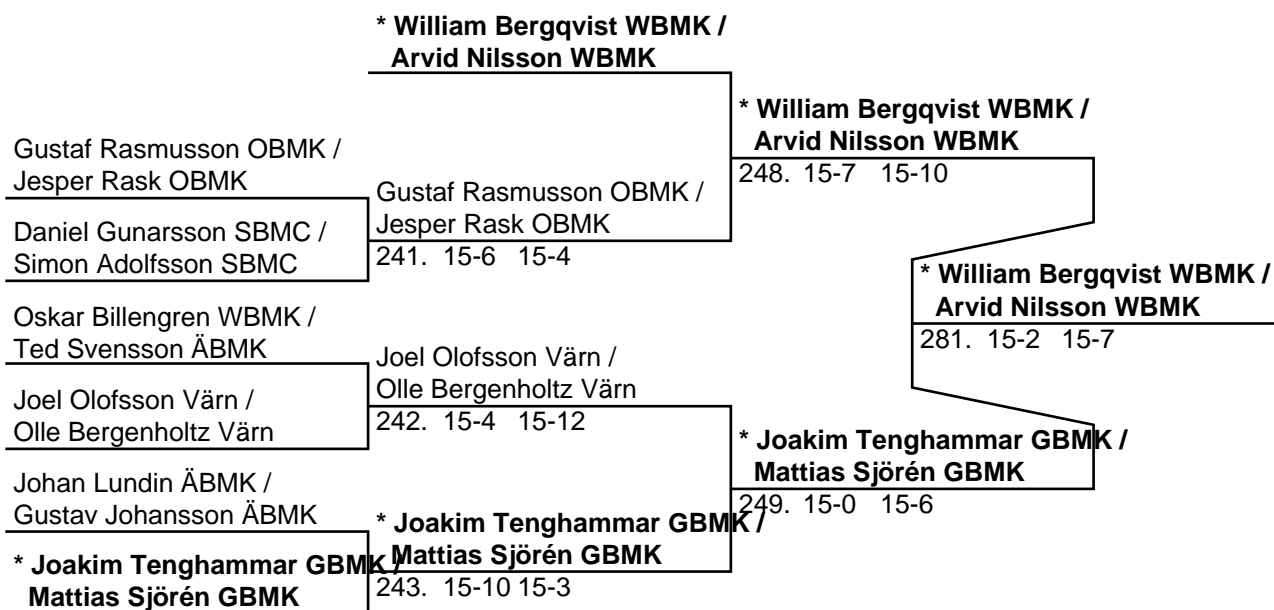 * William Bergqvist WBMK /
Arvid Nilsson WBMK
* William Bergqvist WBMK /
Arvid Nilsson WBMK
248. 15-7 15-10
Gustaf Rasmusson OBMK /
Jesper Rask OBMK
Gustaf Rasmusson OBMK /
Jesper Rask OBMK
241. 15-6 15-4
Daniel Gunarsson SBMC /
Simon Adolfsson SBMC
* William Bergqvist WBMK /
Arvid Nilsson WBMK
281. 15-2 15-7
Oskar Billengren WBMK /
Ted Svensson ÄBMK
Joel Olofsson Värn /
Olle Bergenholtz Värn
242. 15-4 15-12
Joel Olofsson Värn /
Olle Bergenholtz Värn
* Joakim Tenghammar GBMK /
Mattias Sjörén GBMK
249. 15-0 15-6
Johan Lundin ÄBMK /
Gustav Johansson ÄBMK
* Joakim Tenghammar GBMK /
Mattias Sjörén GBMK
243. 15-10 15-3
* Joakim Tenghammar GBMK /
Mattias Sjörén GBMK